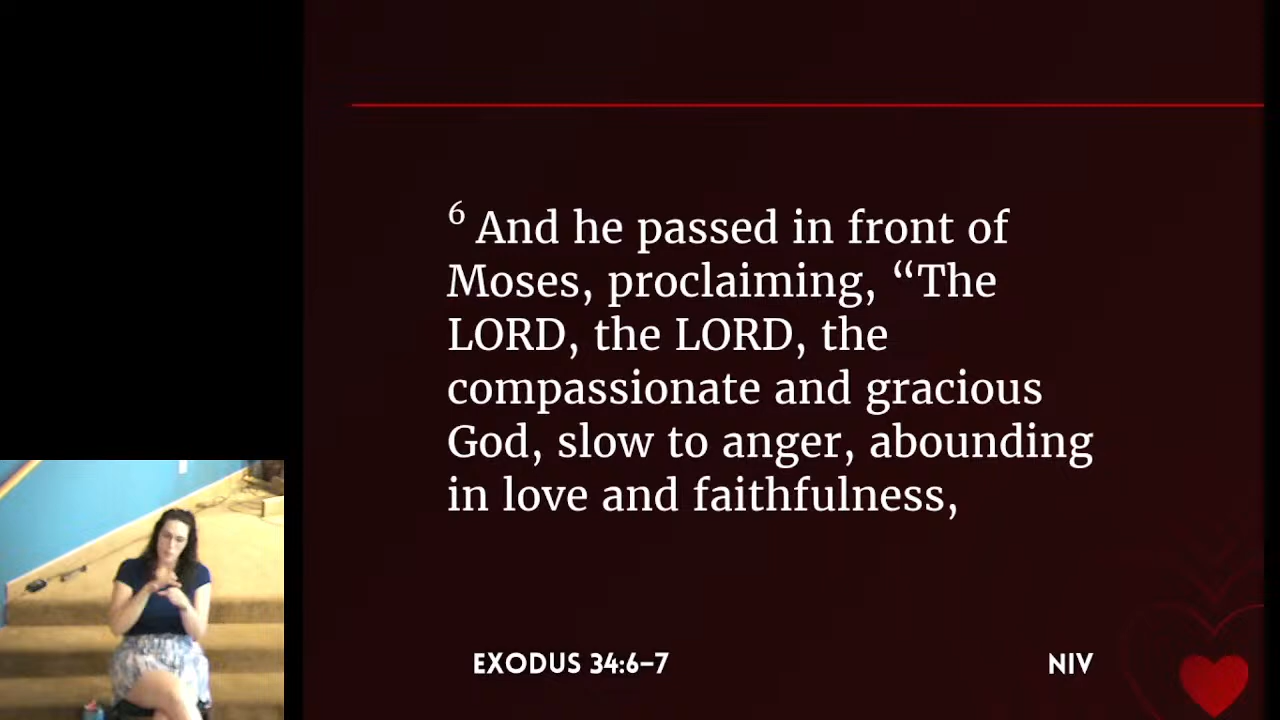 ⁶ And he passed in front of
Moses, proclaiming, “The
LORD, the LORD, the
compassionate and gracious
God, slow to anger, abounding
in love and faithfulness,
EXODUS 34:6–7 NIV